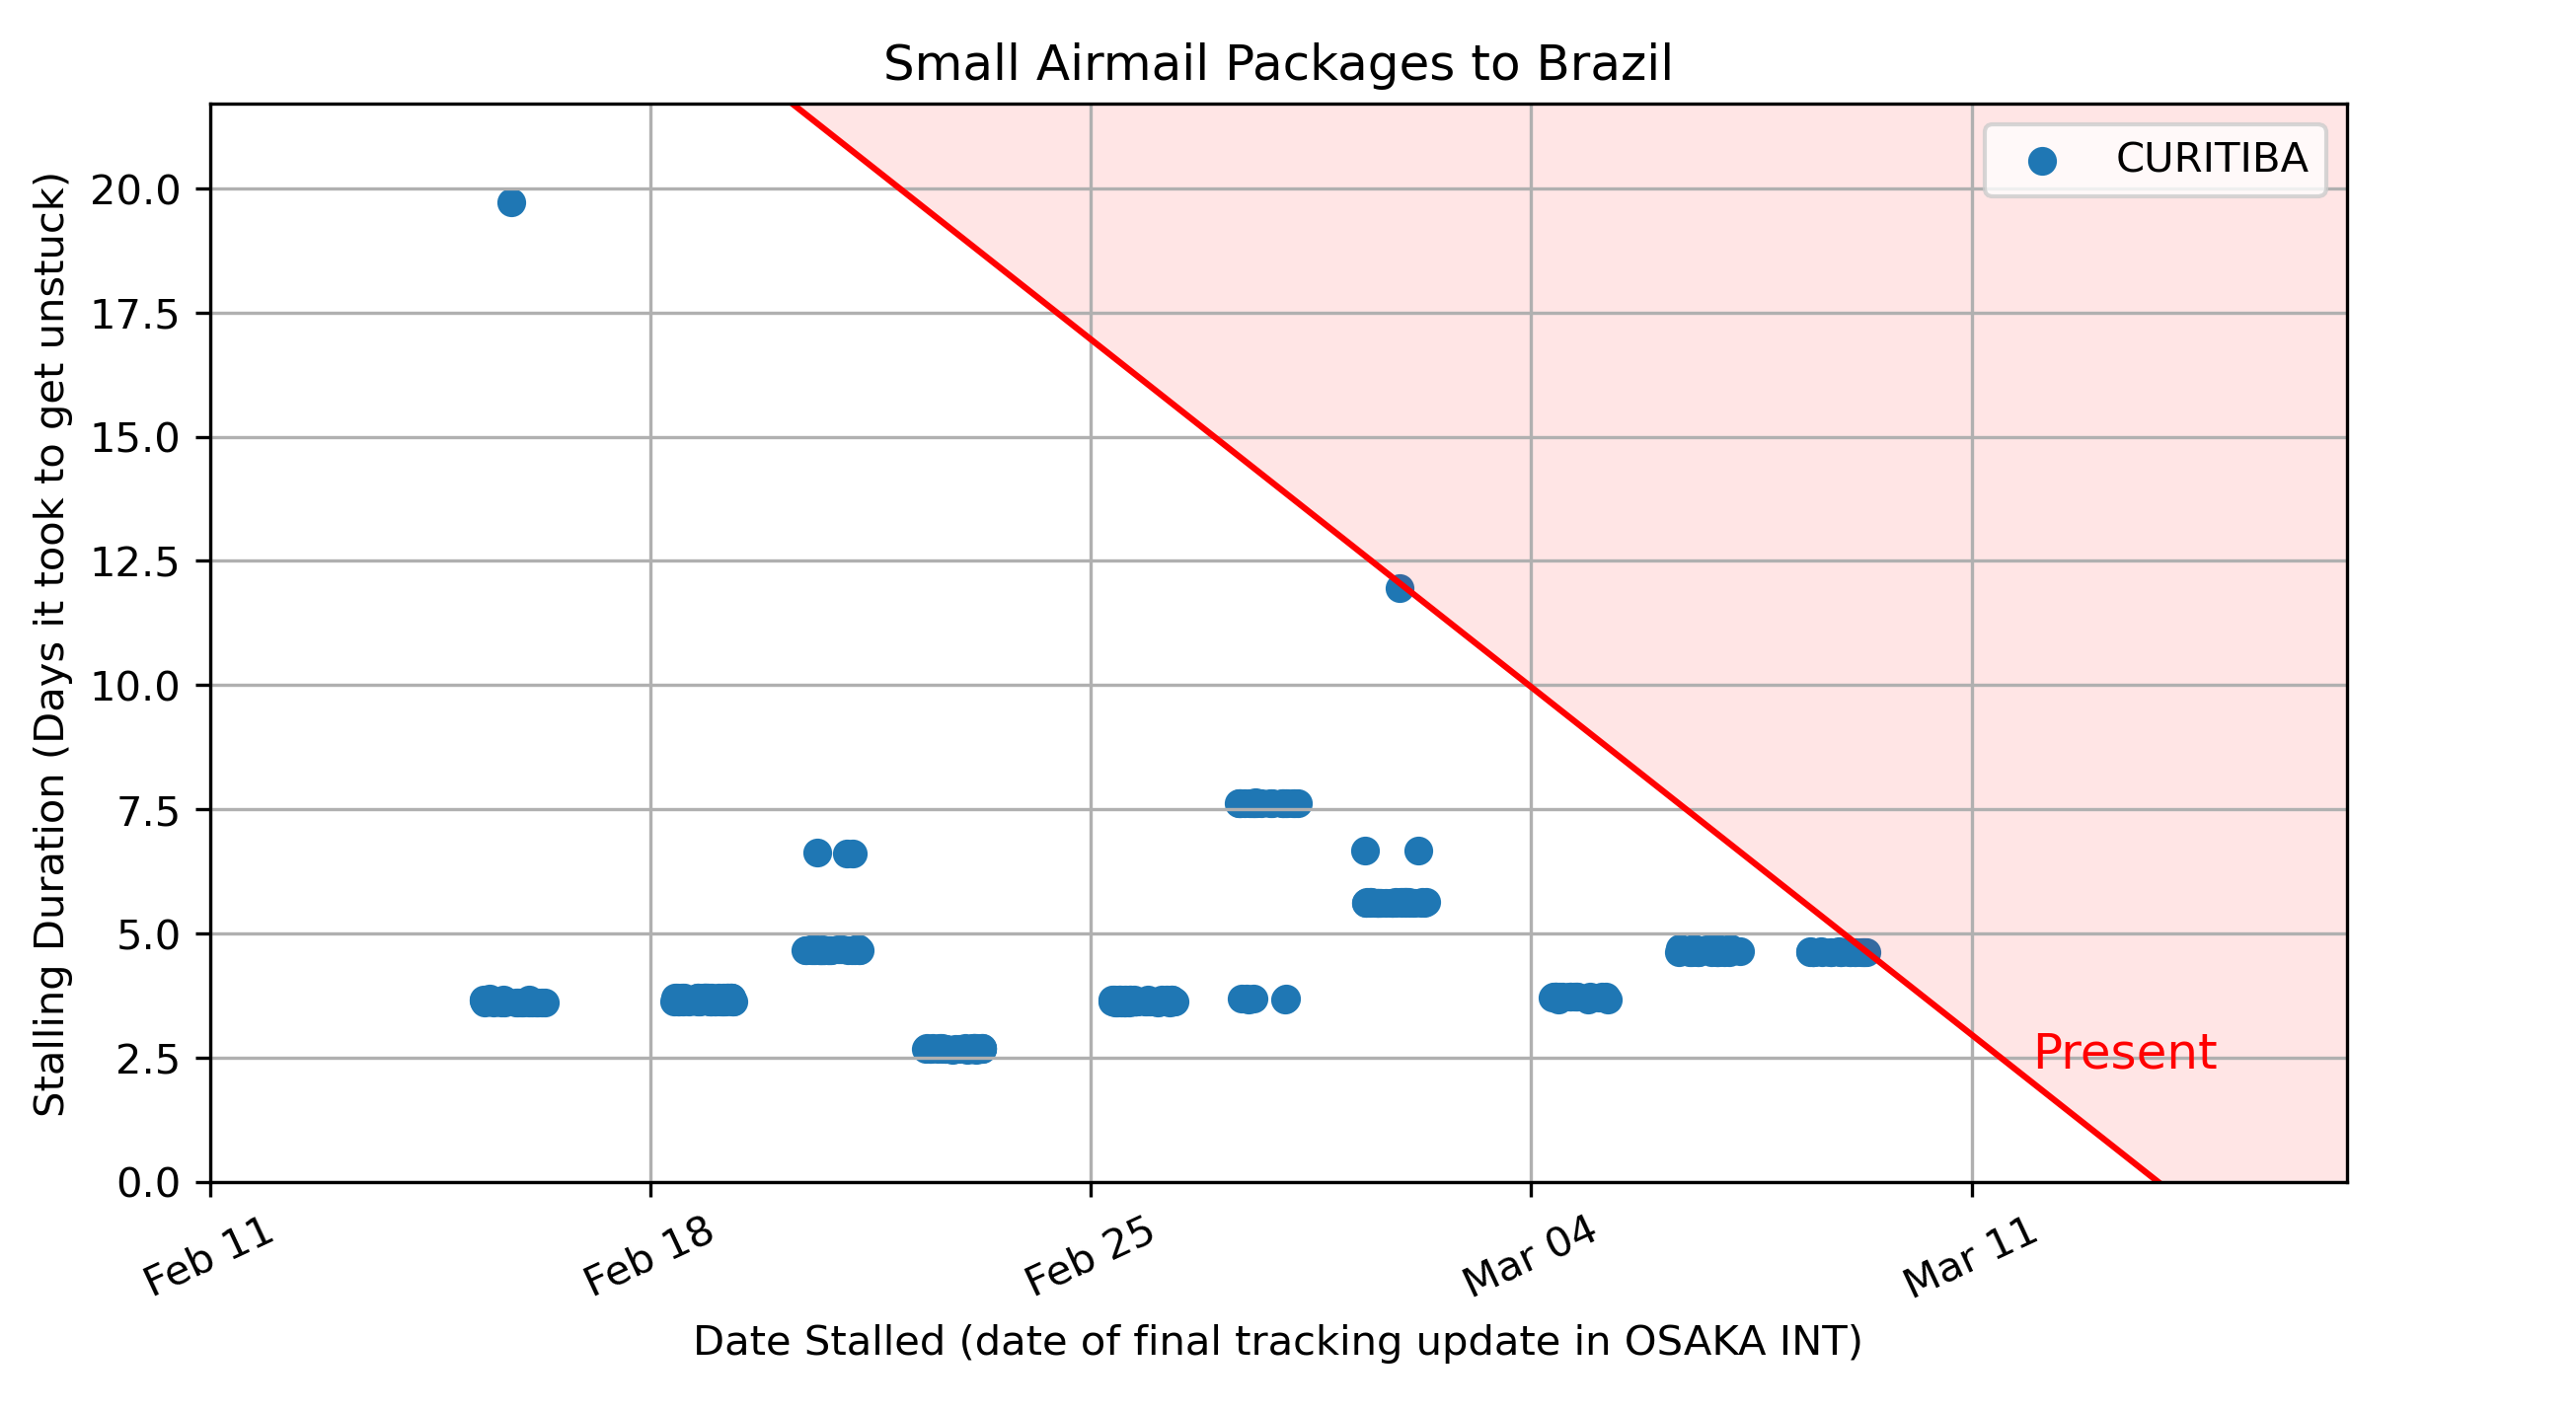 Small Airmail Packages to Brazil
CURITIBA
Stalling Duration (Days it took to get unstuck)
20.0
17.5
15.0
12.5
10.0
7.5
5.0
2.5
0.0
Present
Feb 11
Feb 18
Feb 25
Mar 04
Mar 11
Date Stalled (date of final tracking update in OSAKA INT)